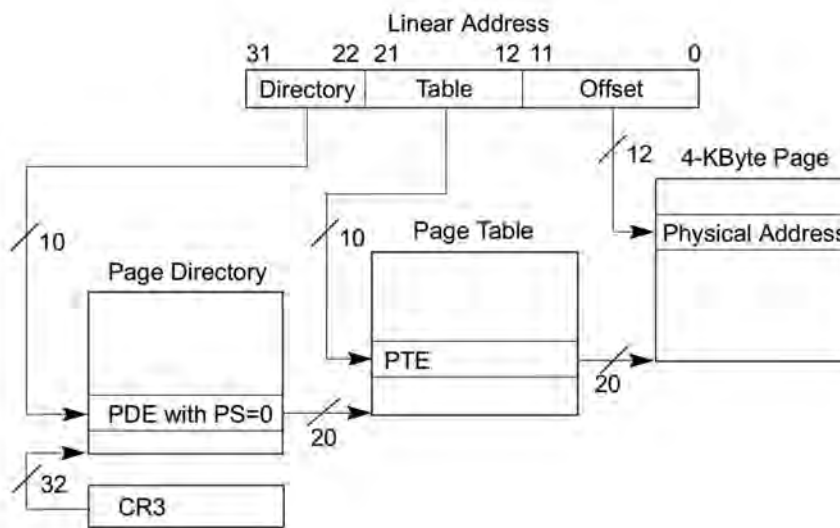 Linear Address
31 22 21 12 11 0
Directory Table Offset
12 4-KByte Page
10 10 Page Table Physical Address
Page Directory
PTE
20
PDE with PS=0
20
32
CR3